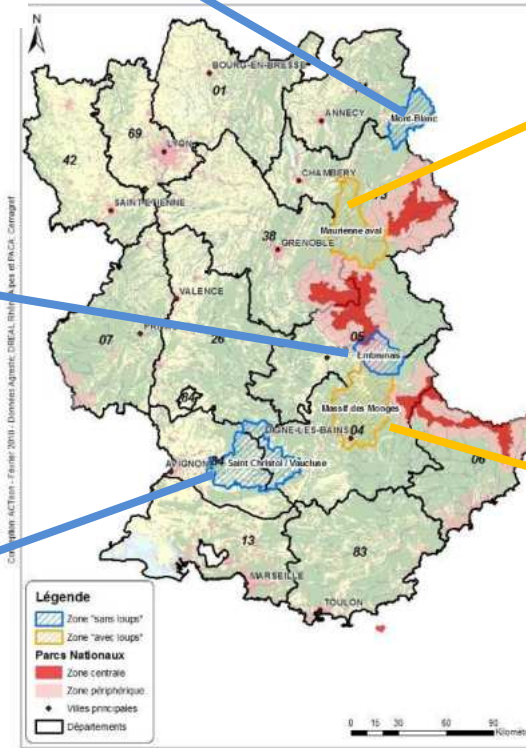 N
BOURG-EN-BRESSE
01
ANNECY
Mont-Blanc
69
42
LYON
CHAMBERY
SAINT-ETIENNE
Maurienne aval
38
GRENOBLE
VALENCE
07
26
05
Embrunais
84
Massif des Monges
DIGNE-LES-BAINS
04
06
AVIGNON
84
Saint Christol / Vaucluse
13
83
MARSEILLE
TOULON
Légende
Zone "sans loups"
Zone "avec loups"
Parcs Nationaux
Zone centrale
Zone périphérique
Villes principales
Départements
0 15 30 60 90